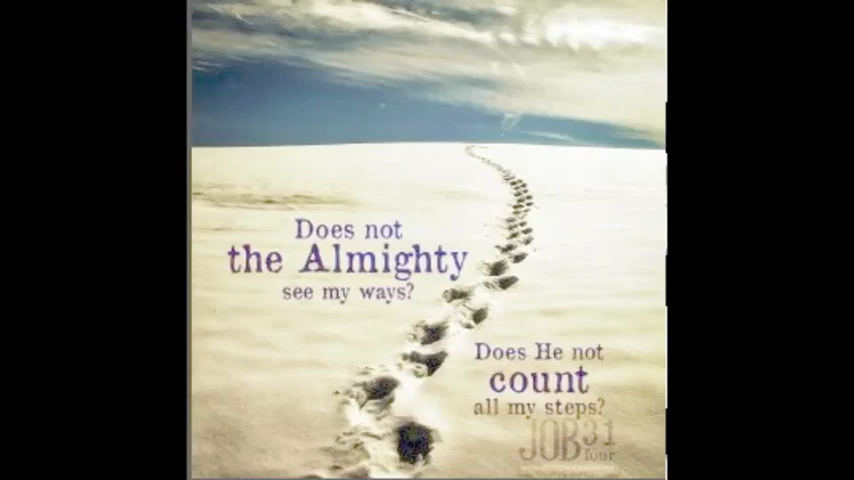 Does not
the Almighty
see my ways?
Does He not
count
all my steps?
JOB 31
four